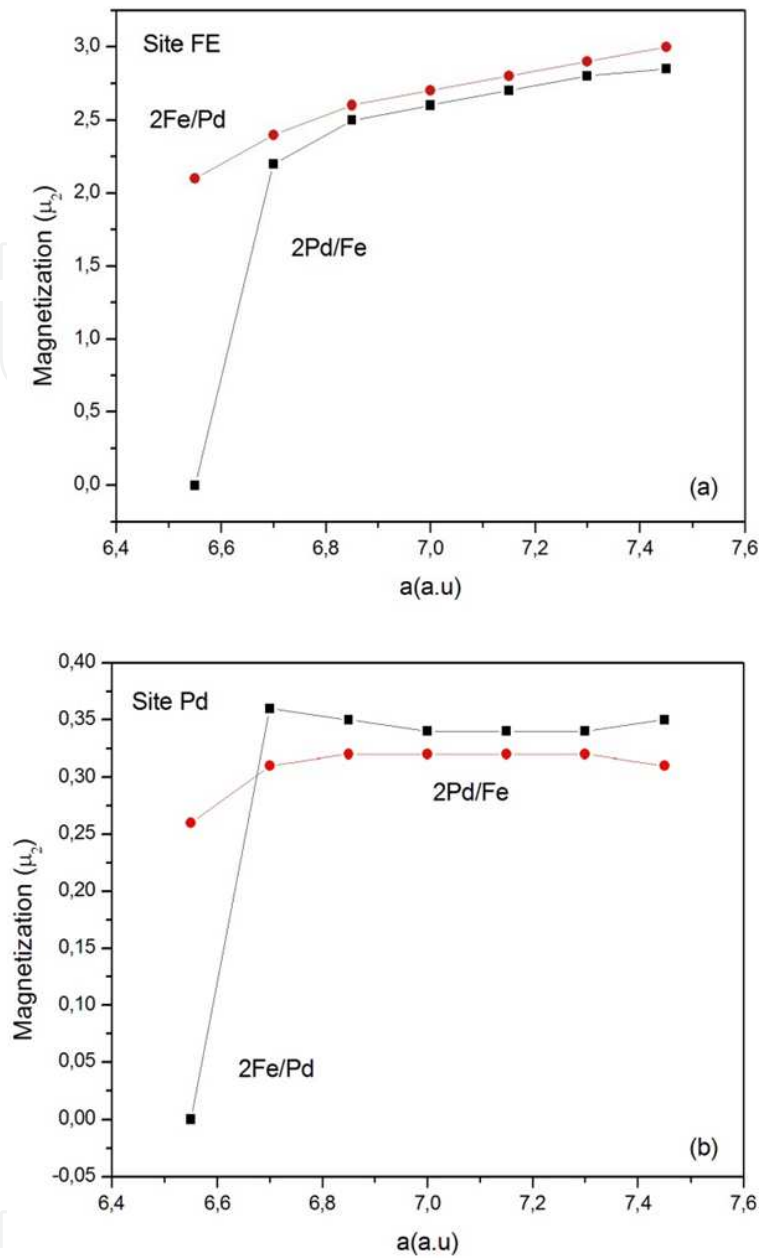 Site FE
3,0
2Fe/Pd
2,5
2,0
2Pd/Fe
1,5
1,0
0,5
0,0
Magnetization (μ₂)
(a)
6,4 6,6 6,8 7,0 7,2 7,4 7,6
a(a.u)
0,40
Site Pd
0,35
0,30
2Pd/Fe
0,25
0,20
0,15
0,10
0,05
2Fe/Pd
0,00
-0,05
Magnetization (μ₂)
(b)
6,4 6,6 6,8 7,0 7,2 7,4 7,6
a(a.u)